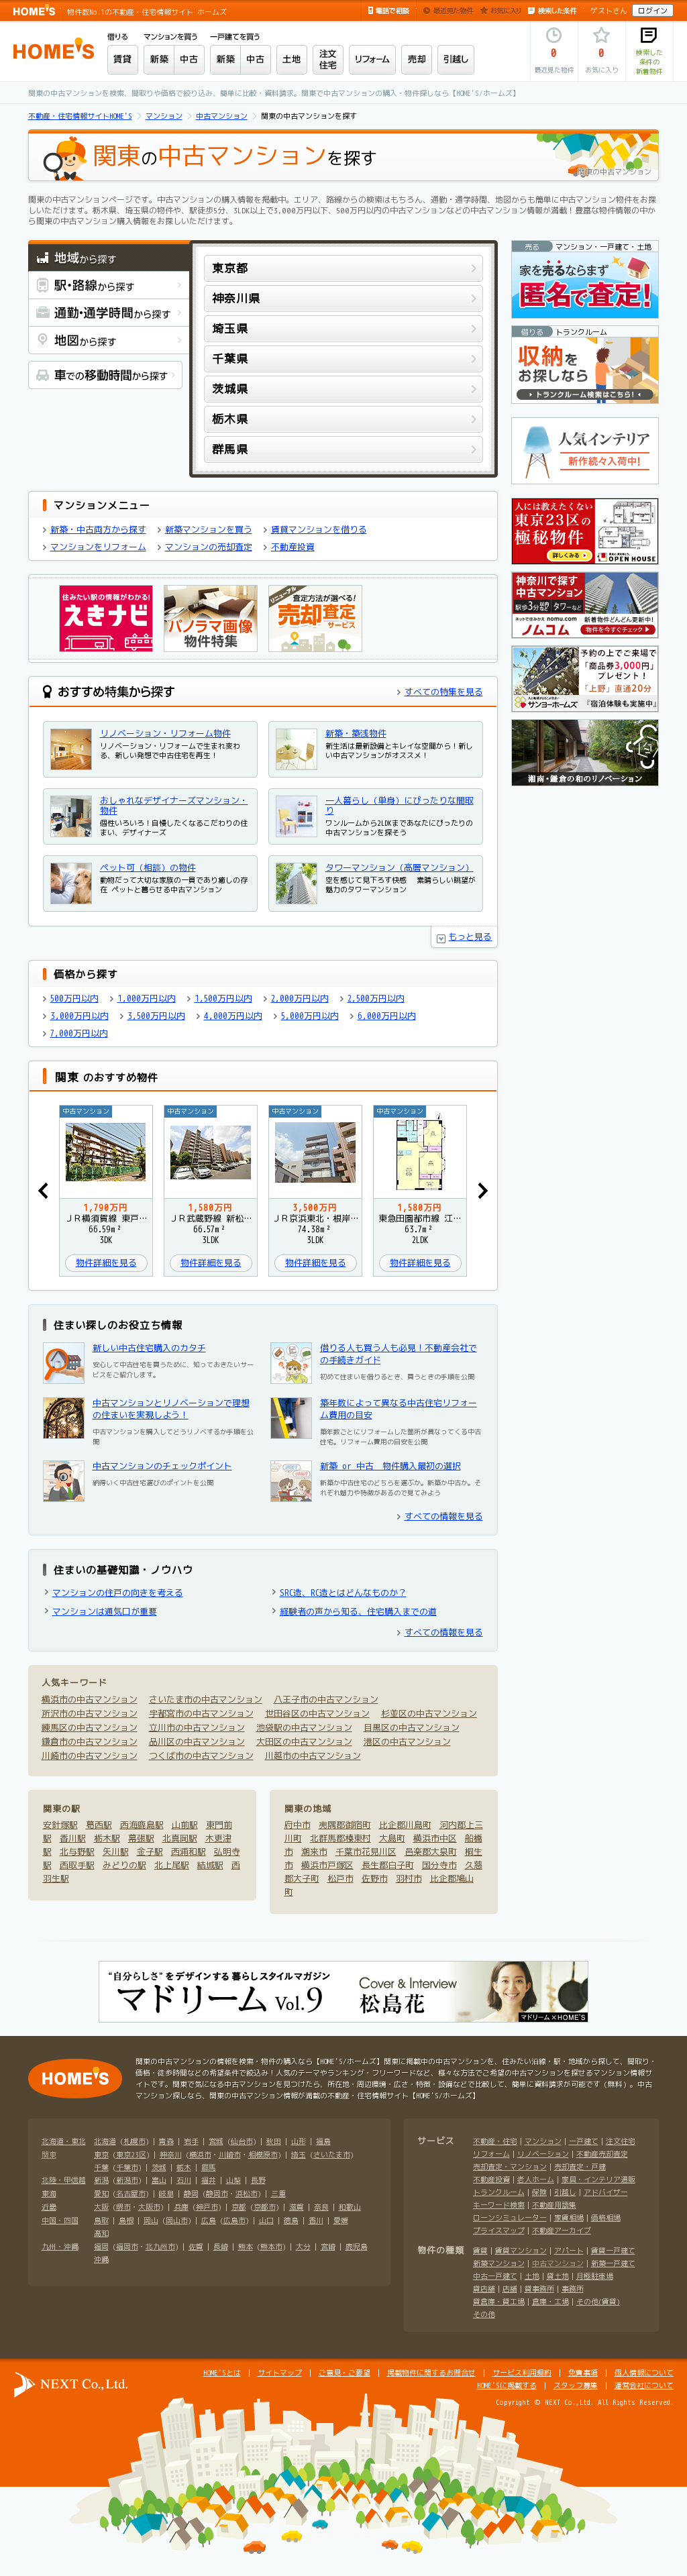 HOME'S 物件数No.1の不動産・住宅情報サイト ホームズ
電話で相談 最近見た物件 お気に入り 検索した条件 ゲストさん ログイン
HOME'S
借りる マンションを買う 一戸建てを買う
賃貸 新築 中古 新築 中古 土地 注文住宅 リフォーム 売却 引越し
0 最近見た物件
0 お気に入り
検索した条件の新着物件
関東の中古マンションを検索、間取りや価格で絞り込み、簡単に比較・資料請求。関東で中古マンションの購入・物件探しなら【HOME'S/ホームズ】
不動産・住宅情報サイトHOME'S マンション 中古マンション 関東の中古マンションを探す
関東の中古マンションを探す
関東の中古マンション
関東の中古マンションページです。中古マンションの購入情報を掲載中。エリア、路線からの検索はもちろん、通勤・通学時間、地図からも簡単に中古マンション物件をお探しいただけます。栃木県、埼玉県の物件や、駅徒歩5分、3LDK以上で3,000万円以下、500万円以内の中古マンションなどの中古マンション情報が満載！豊富な物件情報の中から関東の中古マンション購入情報をお探しいただけます。
地域から探す
駅・路線から探す
通勤・通学時間から探す
地図から探す
車での移動時間から探す
東京都
神奈川県
埼玉県
千葉県
茨城県
栃木県
群馬県
売る マンション・一戸建て・土地
家を売るならまず
匿名で査定!
借りる トランクルーム
収納を
お探しなら
トランクルーム検索はこちら!
人気インテリア
新作続々入荷中!
人には教えたくない
東京23区の
極秘物件
詳しくみる
OPEN HOUSE
神奈川で探す
中古マンション
駅歩3分邸 タワーなど
ネットでほみかえ nomu.com 新着物件どんどん更新中!
ノムコム 物件を今すぐチェック
予約の上ご来場で
「商品券3,000円」
プレゼント!
「上野」直通20分
サンヨーホームズ 『宿泊体験も実施中』
湘南・鎌倉の和のリノベーション
マンションメニュー
新築・中古両方から探す 新築マンションを買う 賃貸マンションを借りる
マンションをリフォーム マンションの売却査定 不動産投資
住みたい駅の情報がわかる!
えきナビ
パノラマ画像
物件特集
リニューアル
査定方法が選べる!
売却査定
サービス
おすすめ特集から探す すべての特集を見る
リノベーション・リフォーム物件
リノベーション・リフォームで生まれ変わる、新しい発想で中古住宅を再生！
新築・築浅物件
新生活は最新設備とキレイな空間から！新しい中古マンションがオススメ！
おしゃれなデザイナーズマンション・物件
個性いろいろ！自慢したくなるこだわりの住まい、デザイナーズ
一人暮らし（単身）にぴったりな間取り
ワンルームから2LDKまであなたにぴったりの中古マンションを探そう
ペット可（相談）の物件
動物だって大切な家族の一員であり癒しの存在 ペットと暮らせる中古マンション
タワーマンション（高層マンション）
空を感じて見下ろす快感 素晴らしい眺望が魅力のタワーマンション
もっと見る
価格から探す
500万円以内 1,000万円以内 1,500万円以内 2,000万円以内 2,500万円以内
3,000万円以内 3,500万円以内 4,000万円以内 5,000万円以内 6,000万円以内
7,000万円以内
関東 のおすすめ物件
中古マンション 中古マンション 中古マンション 中古マンション
1,790万円 1,580万円 3,500万円 1,580万円
ＪＲ横須賀線 東戸… ＪＲ武蔵野線 新松… ＪＲ京浜東北・根岸… 東急田園都市線 江…
66.59m² 66.57m² 74.38m² 63.7m²
3DK 3LDK 3LDK 2LDK
物件詳細を見る 物件詳細を見る 物件詳細を見る 物件詳細を見る
住まい探しのお役立ち情報
新しい中古住宅購入のカタチ
安心して中古住宅を買うために、知っておきたいサービスをご紹介します。
借りる人も買う人も必見！不動産会社での手続きガイド
初めて住まいを借りるとき、買うときの手順を公開
中古マンションとリノベーションで理想の住まいを実現しよう！
中古マンションを購入してどうリノベするか手順を公開
築年数によって異なる中古住宅リフォーム費用の目安
築年数ごとにリフォームした箇所が異なってくる中古住宅。リフォーム費用の目安を公開
中古マンションのチェックポイント
納得いく中古住宅選びのポイントを公開
新築 or 中古　物件購入最初の選択
新築か中古住宅のどちらを選ぶか。新築か中古か。それぞれ魅力や特徴があるので見てみよう
すべての情報を見る
住まいの基礎知識・ノウハウ
マンションの住戸の向きを考える SRC造、RC造とはどんなものか？
マンションは通気口が重要 経験者の声から知る、住宅購入までの道
すべての情報を見る
人気キーワード
横浜市の中古マンション さいたま市の中古マンション 八王子市の中古マンション
所沢市の中古マンション 宇都宮市の中古マンション 世田谷区の中古マンション 杉並区の中古マンション
練馬区の中古マンション 立川市の中古マンション 池袋駅の中古マンション 目黒区の中古マンション
鎌倉市の中古マンション 品川区の中古マンション 大田区の中古マンション 港区の中古マンション
川崎市の中古マンション つくば市の中古マンション 川越市の中古マンション
関東の駅
安針塚駅 葛西駅 西海鹿島駅 山前駅 東門前駅 香川駅 栃木駅 幕張駅 北真岡駅 木更津駅 北与野駅 矢川駅 金子駅 西浦和駅 弘明寺駅 西取手駅 みどりの駅 北上尾駅 結城駅 西羽生駅
関東の地域
府中市 夷隅郡御宿町 比企郡川島町 河内郡上三川町 北群馬郡榛東村 大島町 横浜市中区 船橋市 潮来市 千葉市花見川区 邑楽郡大泉町 桐生市 横浜市戸塚区 長生郡白子町 国分寺市 久慈郡大子町 松戸市 佐野市 羽村市 比企郡鳩山町
"自分らしさ"をデザインする暮らしスタイルマガジン
マドリーム Vol.9
Cover & Interview
松島花
マドリーム×HOME'S
HOME'S
関東の中古マンションの情報を検索・物件の購入なら【HOME'S/ホームズ】関東に掲載中の中古マンションを、住みたい沿線・駅・地域から探して、間取り・価格・徒歩時間などの希望条件で絞込み！人気のテーマやランキング・フリーワードなど、様々な方法でご希望の中古マンションを探せるマンション情報サイトです。関東で気になる中古マンションを見つけたら、所在地・周辺環境・広さ・特徴・設備などで比較して、簡単に資料請求が可能です（無料）。中古マンション探しなら、関東の中古マンション情報が満載の不動産・住宅情報サイト【HOME'S/ホームズ】
北海道・東北 北海道 (札幌市) | 青森 | 岩手 | 宮城 (仙台市) | 秋田 | 山形 | 福島
関東 東京 (東京23区) | 神奈川 (横浜市・川崎市・相模原市) | 埼玉 (さいたま市)
千葉 (千葉市) | 茨城 | 栃木 | 群馬
北陸・甲信越 新潟 (新潟市) | 富山 | 石川 | 福井 | 山梨 | 長野
東海 愛知 (名古屋市) | 岐阜 | 静岡 (静岡市・浜松市) | 三重
近畿 大阪 (堺市・大阪市) | 兵庫 (神戸市) | 京都 (京都市) | 滋賀 | 奈良 | 和歌山
中国・四国 鳥取 | 島根 | 岡山 (岡山市) | 広島 (広島市) | 山口 | 徳島 | 香川 | 愛媛
高知
九州・沖縄 福岡 (福岡市・北九州市) | 佐賀 | 長崎 | 熊本 (熊本市) | 大分 | 宮崎 | 鹿児島
沖縄
サービス 不動産・住宅 | マンション | 一戸建て | 注文住宅
リフォーム | リノベーション | 不動産売却査定
売却査定・マンション | 売却査定・戸建
不動産投資 | 老人ホーム | 家具・インテリア通販
トランクルーム | 保険 | 引越し | アドバイザー
キーワード検索 | 不動産用語集
ローンシミュレーター | 家賃相場 | 価格相場
プライスマップ | 不動産アーカイブ
物件の種類 賃貸 | 賃貸マンション | アパート | 賃貸一戸建て
新築マンション | 中古マンション | 新築一戸建て
中古一戸建て | 土地 | 貸土地 | 月極駐車場
貸店舗 | 店舗 | 貸事務所 | 事務所
貸倉庫・貸工場 | 倉庫・工場 | その他(賃貸)
その他
NEXT Co.,Ltd.
HOME'Sとは | サイトマップ | ご意見・ご要望 | 掲載物件に関するお問合せ | サービス利用規約 | 免責事項 | 個人情報について
HOME'Sに掲載する | スタッフ募集 | 運営会社について
Copyright © NEXT Co.,Ltd. All Rights Reserved.